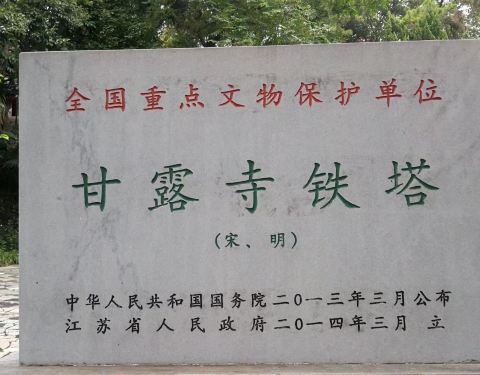 全国重点文物保护单位
甘露寺铁塔
(宋、明)
中华人民共和国国务院二0一三年三月公布
江苏省人民政府二0一四年三月立